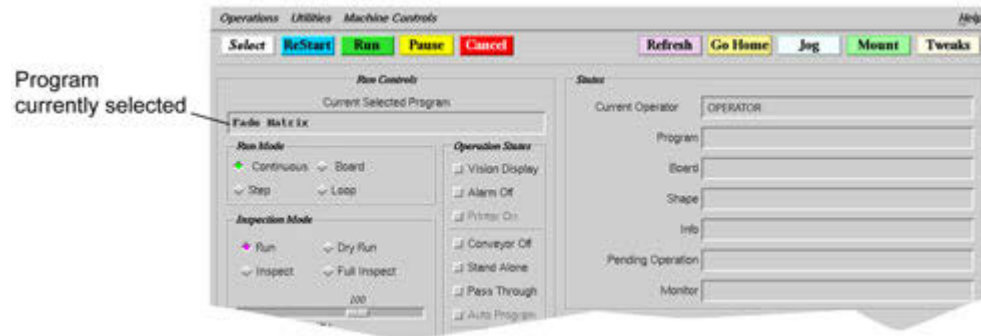 Operations Utilities Machine Controls Help
Select ReStart Run Pause Cancel Refresh Go Home Jog Mount Tweaks
Program
currently selected
Run Controls
Current Selected Program
Fade Matrix
Run Mode
Continuous Board
Step Loop
Inspection Mode
Run Dry Run
Inspect Full Inspect
100
Operation States
Vision Display
Alarm Off
Printer On
Conveyor Off
Stand Alone
Pass Through
Auto Program
Status
Current Operator OPERATOR
Program
Board
Shape
Info
Pending Operation
Monitor